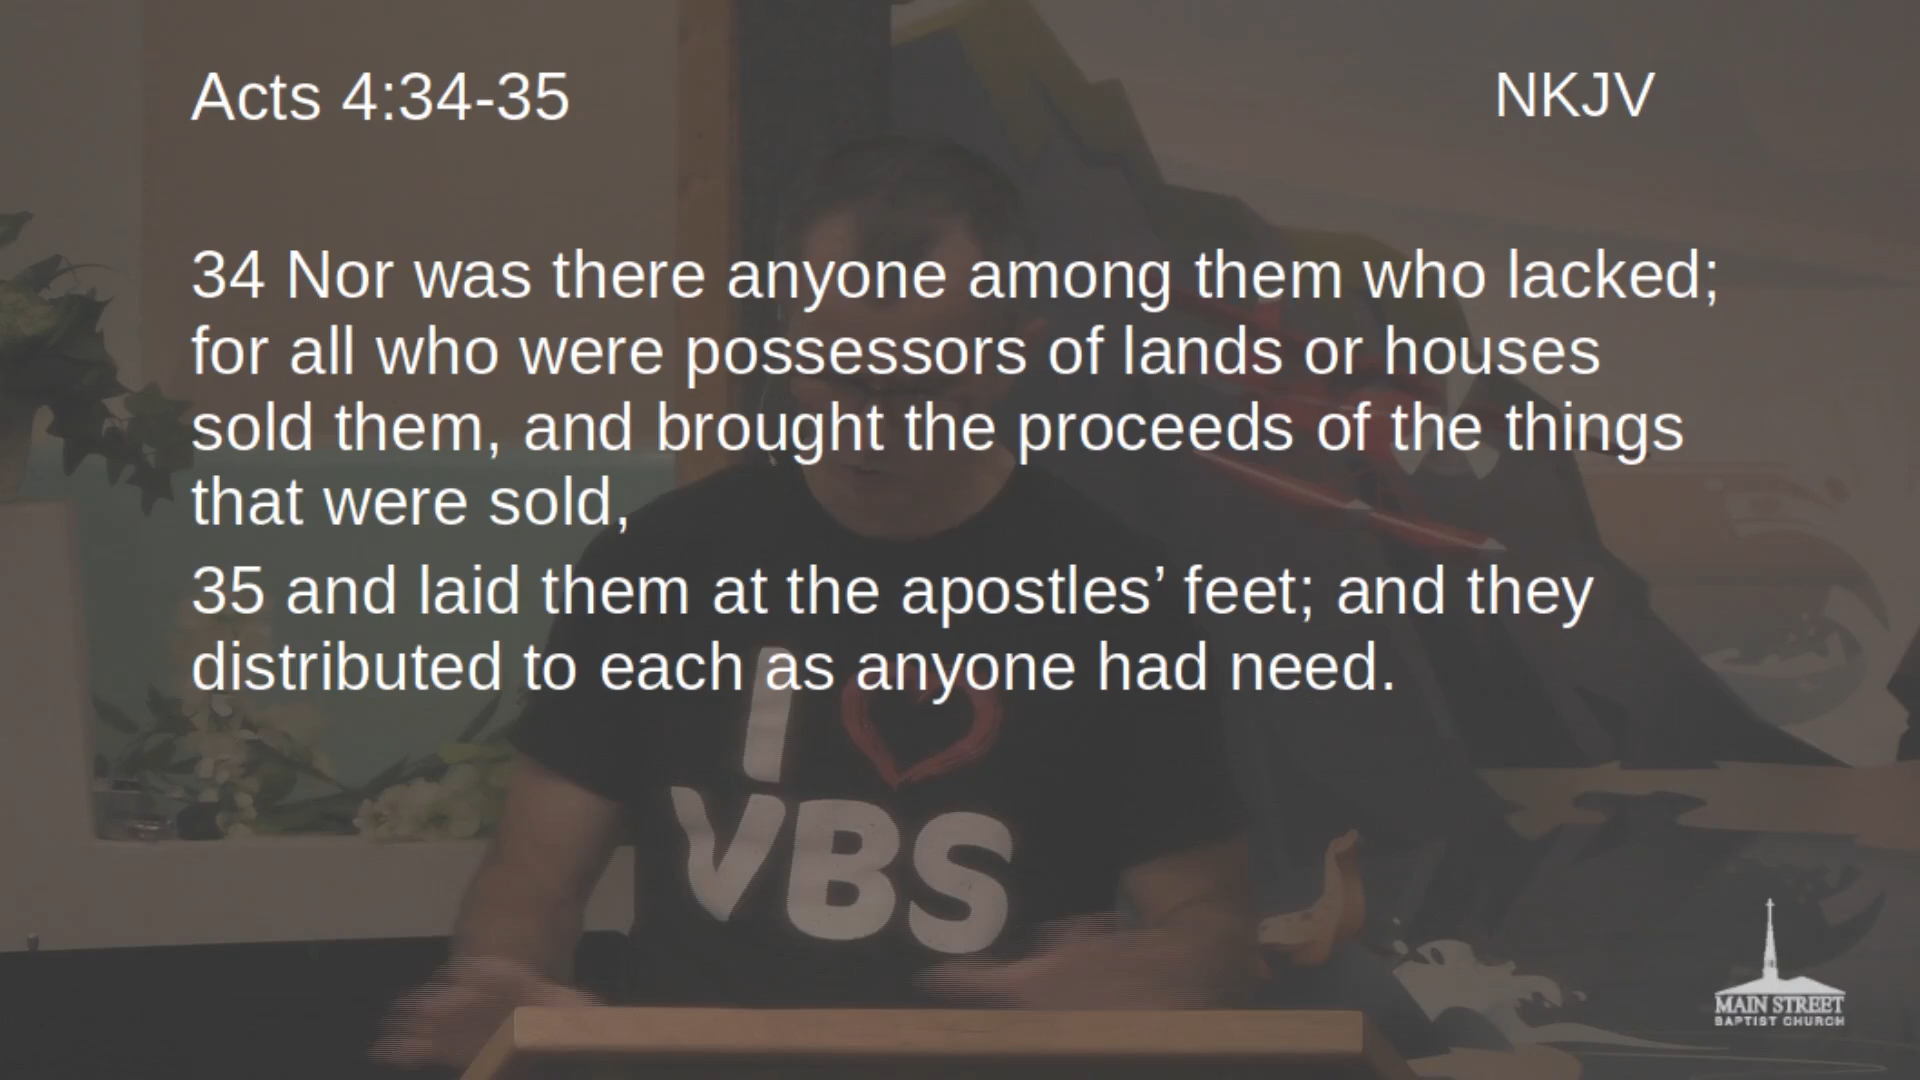 Acts 4:34-35
NKJV
34 Nor was there anyone among them who lacked;
for all who were possessors of lands or houses
sold them, and brought the proceeds of the things
that were sold,
35 and laid them at the apostles’ feet; and they
distributed to each as anyone had need.
I
VBS
MAIN STREET
BAPTIST CHURCH